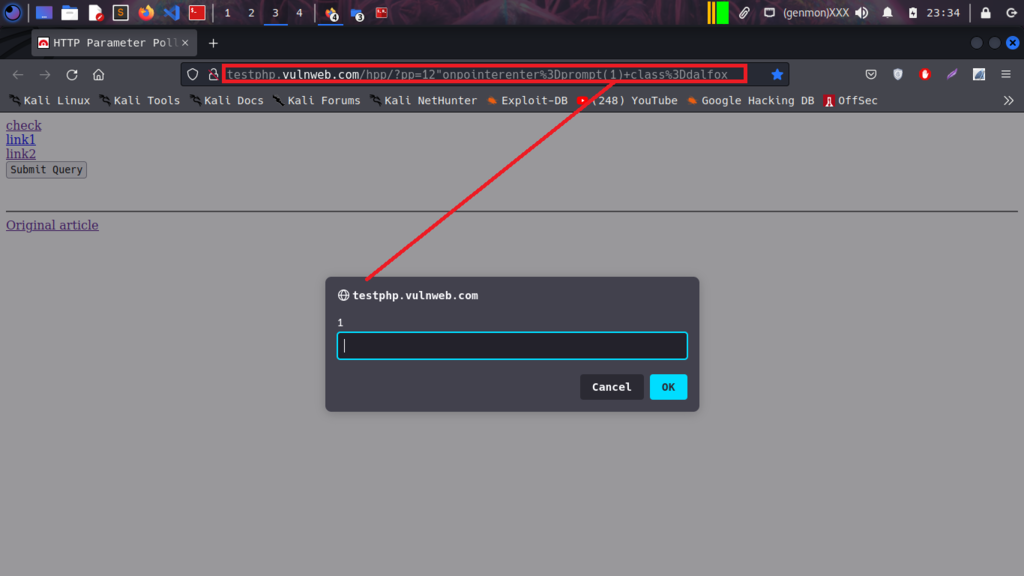 1 2 3 4 4 3 (genmon)XXX 23:34
HTTP Parameter Poll
testphp.vulnweb.com/hpp/?pp=12"onpointerenter%3Dprompt(1)+class%3Ddalfox
Kali Linux Kali Tools Kali Docs Kali Forums Kali NetHunter Exploit-DB (248) YouTube Google Hacking DB OffSec
check
link1
link2
Submit Query
Original article
testphp.vulnweb.com
1
Cancel OK